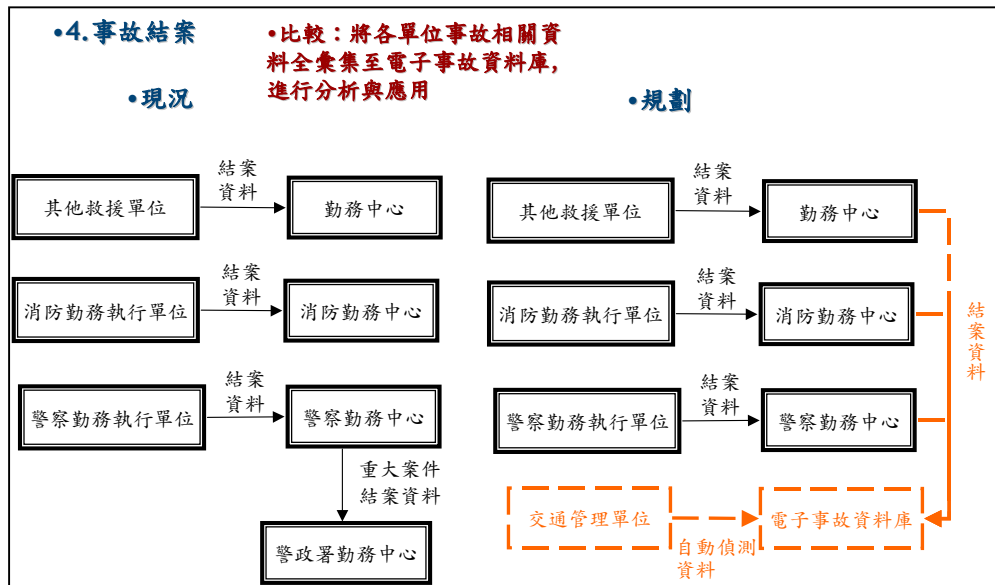 •4.事故結案
•比較：將各單位事故相關資
料全彙集至電子事故資料庫,
進行分析與應用
•現況
•規劃
其他救援單位
結案
資料
勤務中心
消防勤務執行單位
結案
資料
消防勤務中心
警察勤務執行單位
結案
資料
警察勤務中心
重大案件
結案資料
警政署勤務中心
其他救援單位
結案
資料
勤務中心
消防勤務執行單位
結案
資料
消防勤務中心
警察勤務執行單位
結案
資料
警察勤務中心
結
案
資
料
交通管理單位
自動偵測
資料
電子事故資料庫